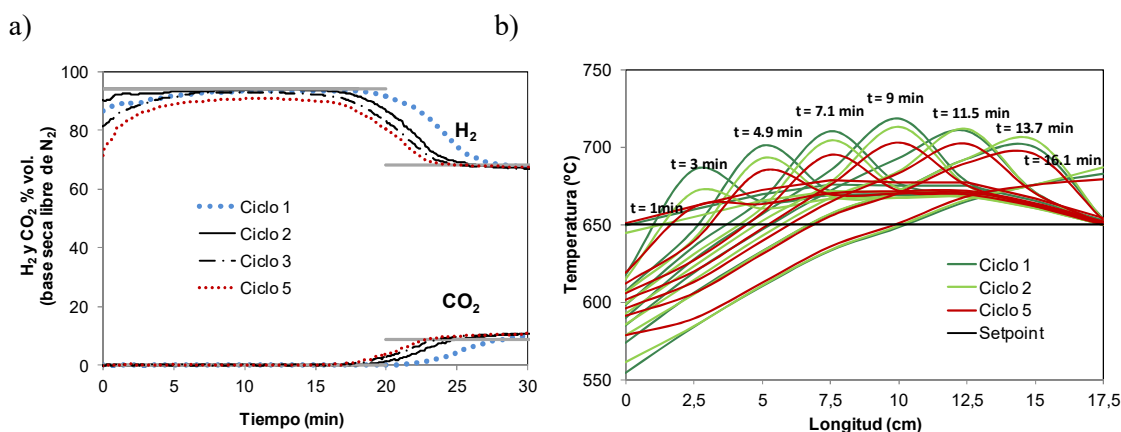 a)
b)
H2 y CO2 % vol.
(base seca libre de N2)
100
80
60
40
20
0
0
5
10
15
20
25
30
Tiempo (min)
Ciclo 1
Ciclo 2
Ciclo 3
Ciclo 5
H2
CO2
Temperatura (ºC)
750
700
650
600
550
0
2,5
5
7,5
10
12,5
15
17,5
Longitud (cm)
t = 1min
t = 3 min
t = 4.9 min
t = 7.1 min
t = 9 min
t = 11.5 min
t = 13.7 min
t = 16.1 min
Ciclo 1
Ciclo 2
Ciclo 5
Setpoint